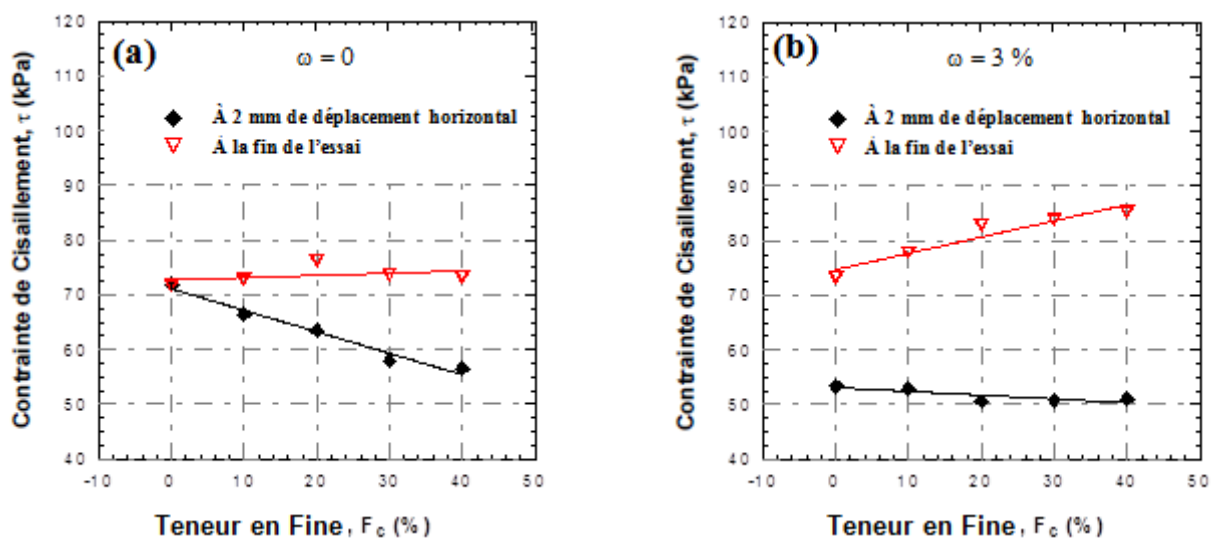 (a)
ω = 0
À 2 mm de déplacement horizontal
À la fin de l'essai
Contrainte de Cisaillement, τ (kPa)
120
110
100
90
80
70
60
50
40
-10 0 10 20 30 40 50
Teneur en Fine, Fc (%)
(b)
ω = 3 %
À 2 mm de déplacement horizontal
À la fin de l'essai
Contrainte de Cisaillement, τ (kPa)
120
110
100
90
80
70
60
50
40
-10 0 10 20 30 40 50
Teneur en Fine, Fc (%)